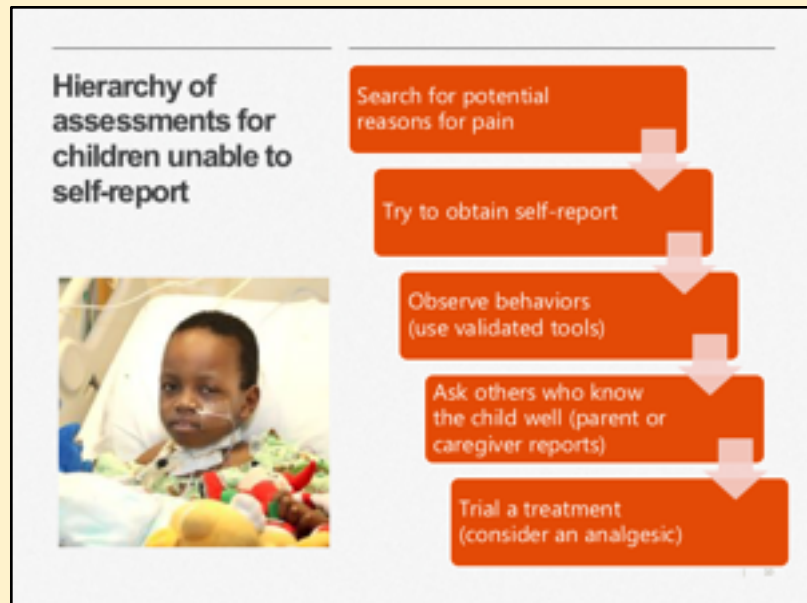 Hierarchy of
assessments for
children unable to
self-report
Search for potential
reasons for pain
Try to obtain self-report
Observe behaviors
(use validated tools)
Ask others who know
the child well (parent or
caregiver reports)
Trial a treatment
(consider an analgesic)